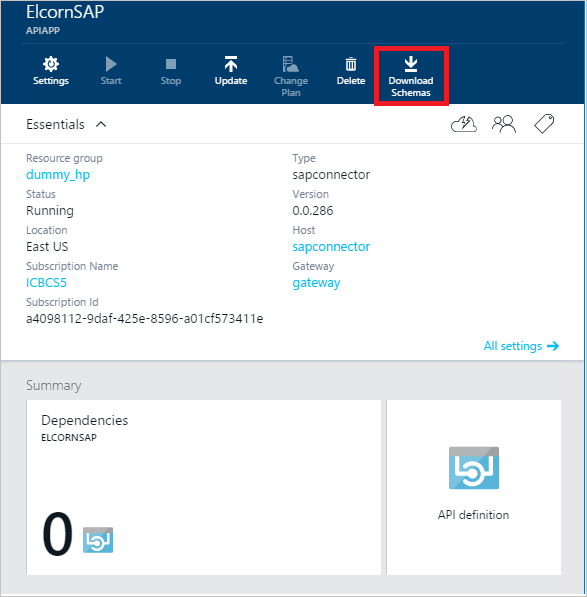 ElcornSAP
APIAPP
Settings
Start
Stop
Update
Change
Plan
Delete
Download
Schemas
Essentials
Resource group
dummy_hp
Type
sapconnector
Status
Running
Version
0.0.286
Location
East US
Host
sapconnector
Subscription Name
ICBCS5
Gateway
gateway
Subscription Id
a4098112-9daf-425e-8596-a01cf573411e
All settings
Summary
Dependencies
ELCORNSAP
0
API definition